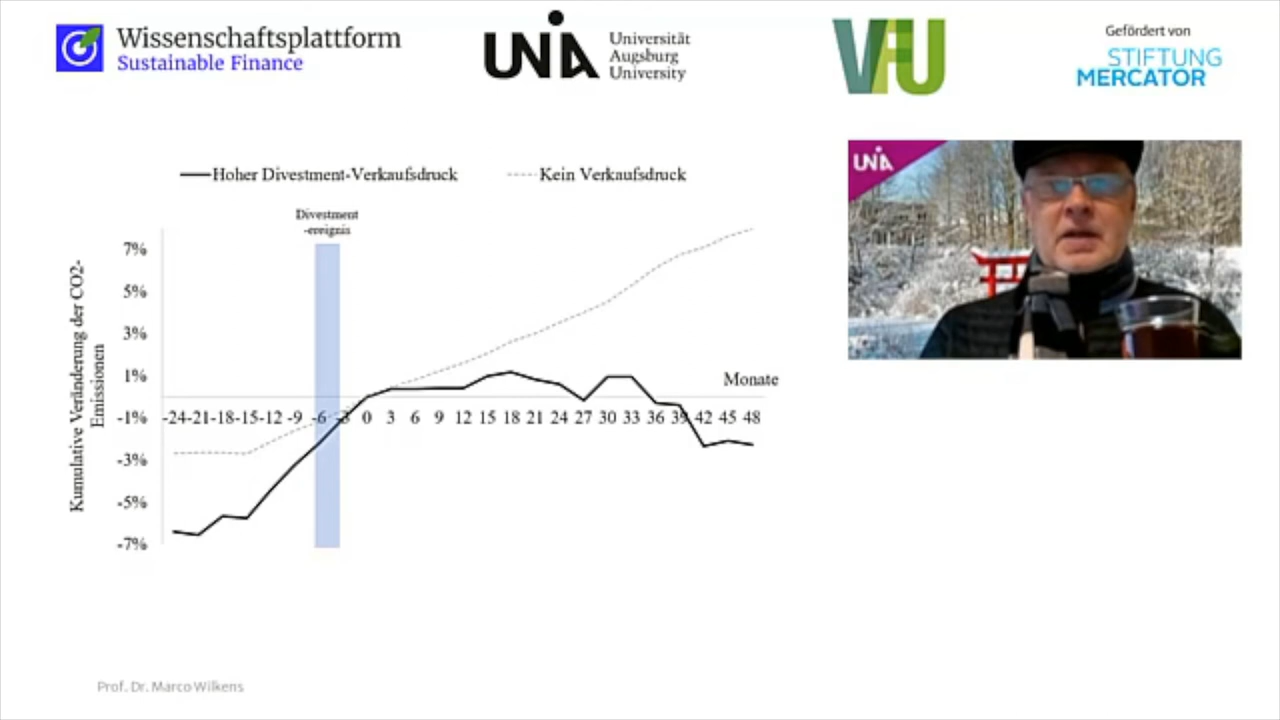 Wissenschaftsplattform
Sustainable Finance
UNIA
Universität
Augsburg
University
VFU
Gefördert von
STIFTUNG
MERCATOR
UNIA
Hoher Divestment-Verkaufsdruck
Kein Verkaufsdruck
Divestment
-ereignis
7%
5%
3%
1%
-1%
-3%
-5%
-7%
Kumulative Veränderung der CO2-
Emissionen
Monate
-24 -21 -18 -15 -12 -9 -6 -3 0 3 6 9 12 15 18 21 24 27 30 33 36 39 42 45 48
Prof. Dr. Marco Wilkens